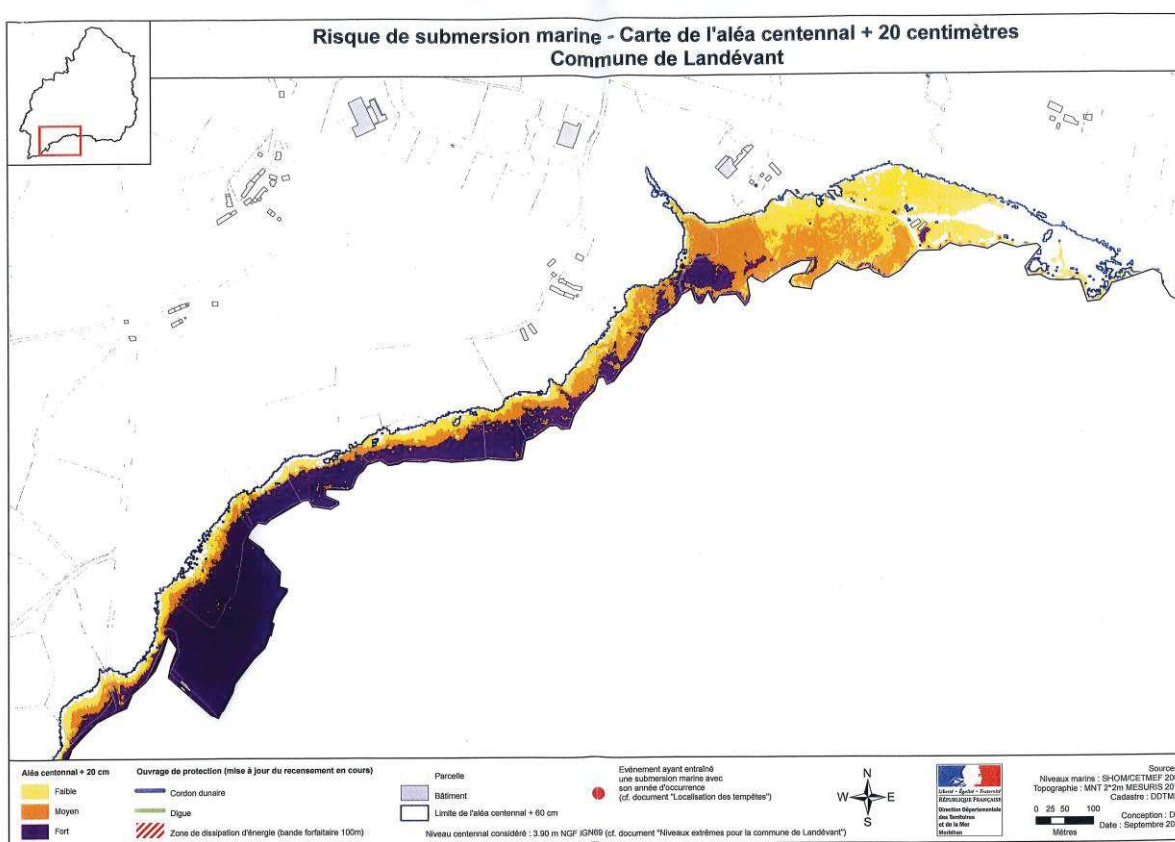 Risque de submersion marine - Carte de l'aléa centennal + 20 centimètres
Commune de Landévant
Aléa centennal + 20 cm
Faible
Moyen
Fort
Ouvrage de protection (mise à jour du recensement en cours)
Cordon dunaire
Digue
Zone de dissipation d'énergie (bande forfaitaire 100m)
Parcelle
Bâtiment
Limite de l'aléa centennal + 60 cm
Evénement ayant entraîné
une submersion marine avec
son année d'occurrence
(cf. document "Localisation des tempêtes")
Niveau centennal considéré : 3.90 m NGF IGN69 (cf. document "Niveaux extrêmes pour la commune de Landévant")
N
W E
S
Liberté • Égalité • Fraternité
RÉPUBLIQUE FRANÇAISE
Direction Départementale
des Territoires
et de la Mer
Morbihan
Sources
Niveaux marins : SHOM/CETMEF 20
Topographie : MNT 2*2m MESURIS 20
Cadastre : DDTM
0 25 50 100
Mètres
Conception : D
Date : Septembre 20